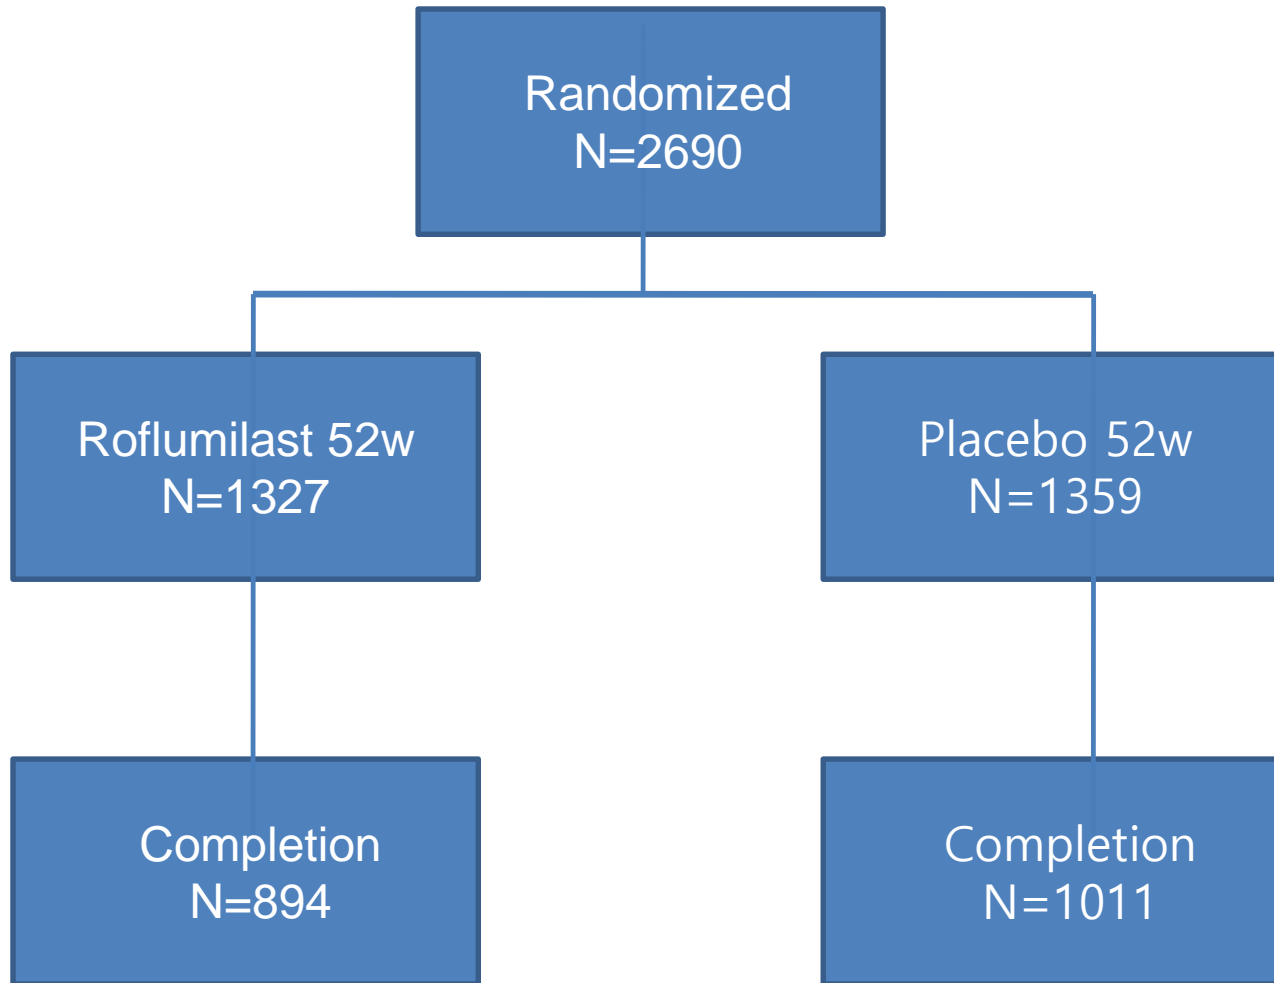 Randomized
N=2690
Roflumilast 52w
N=1327
Placebo 52w
N=1359
Completion
N=894
Completion
N=1011